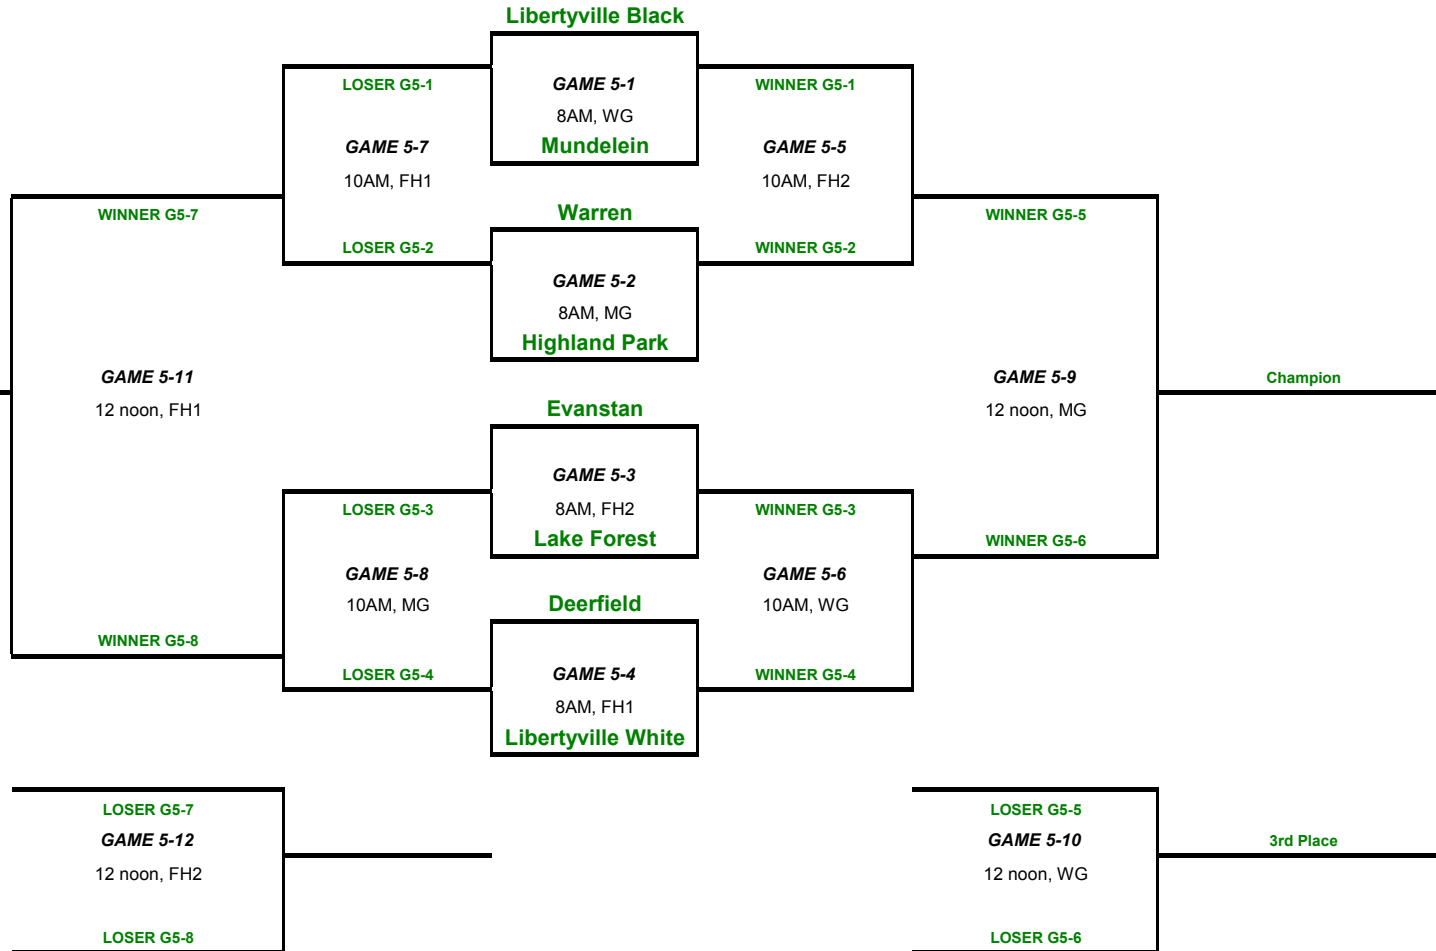 Libertyville Black
LOSER G5-1
GAME 5-1
WINNER G5-1
8AM, WG
GAME 5-7
Mundelein
GAME 5-5
10AM, FH1
10AM, FH2
WINNER G5-7
Warren
WINNER G5-5
LOSER G5-2
WINNER G5-2
GAME 5-2
8AM, MG
Highland Park
GAME 5-11
GAME 5-9
Champion
12 noon, FH1
Evanstan
12 noon, MG
GAME 5-3
LOSER G5-3
8AM, FH2
WINNER G5-3
Lake Forest
WINNER G5-6
GAME 5-8
GAME 5-6
10AM, MG
Deerfield
10AM, WG
WINNER G5-8
LOSER G5-4
GAME 5-4
WINNER G5-4
8AM, FH1
Libertyville White
LOSER G5-7
LOSER G5-5
GAME 5-12
GAME 5-10
3rd Place
12 noon, FH2
12 noon, WG
LOSER G5-8
LOSER G5-6